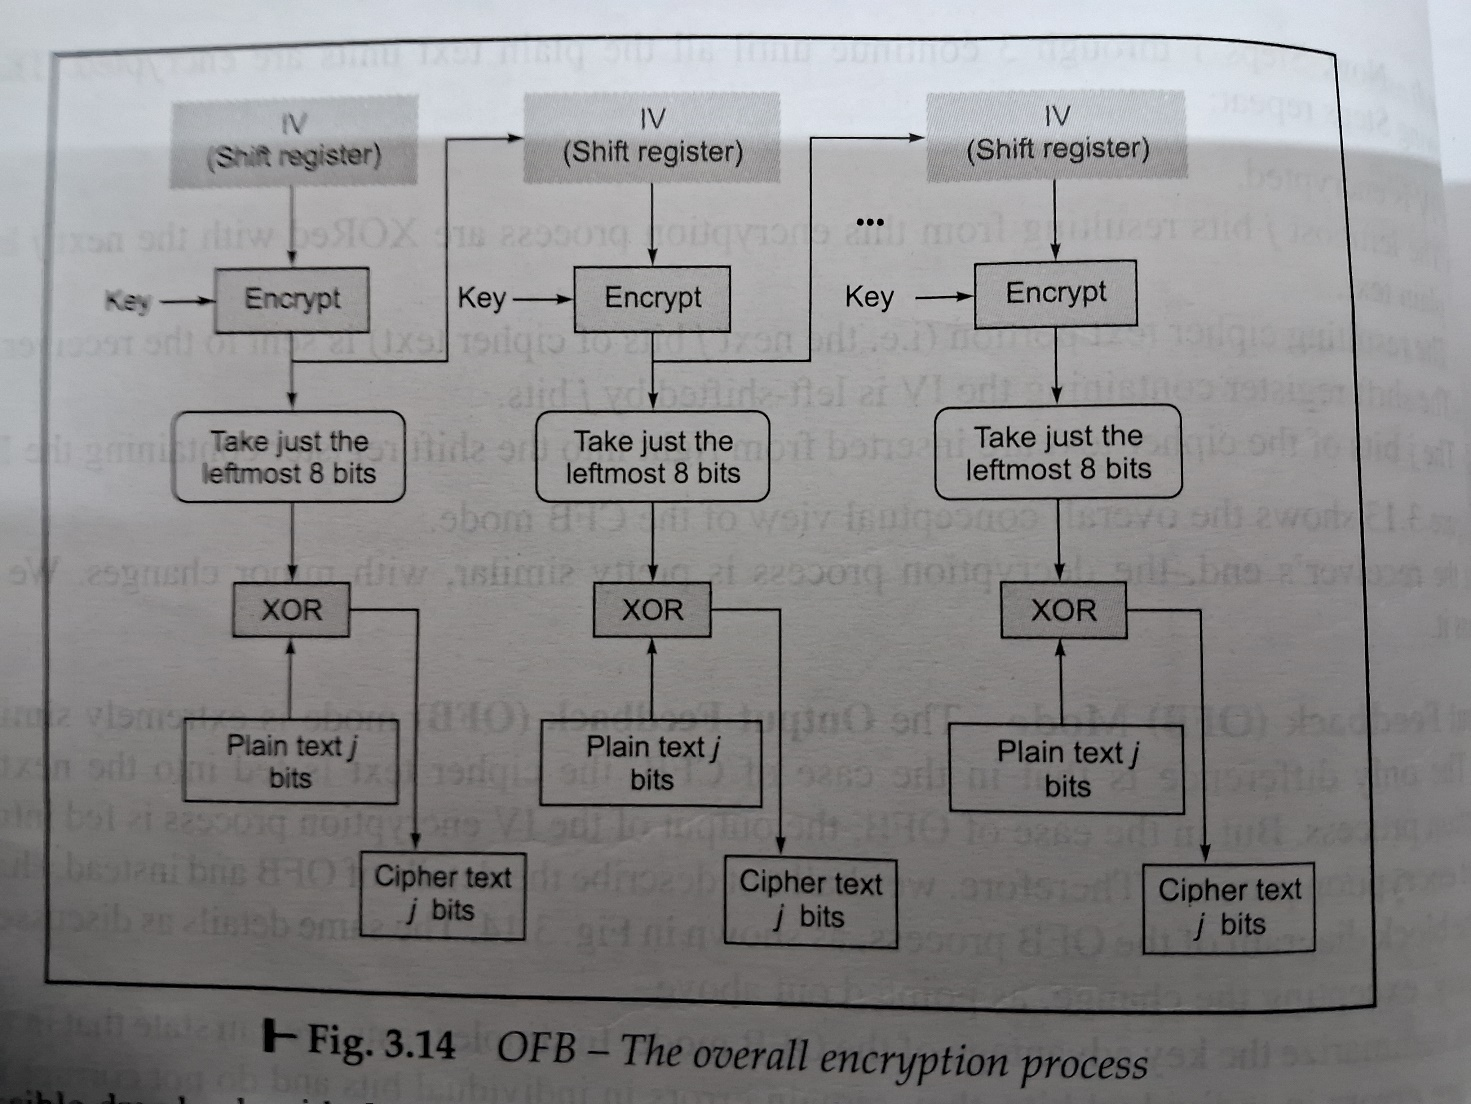 IV
(Shift register)
IV
(Shift register)
IV
(Shift register)
...
Key
Encrypt
Key
Encrypt
Key
Encrypt
Take just the
leftmost 8 bits
Take just the
leftmost 8 bits
Take just the
leftmost 8 bits
XOR
XOR
XOR
Plain text j
bits
Plain text j
bits
Plain text j
bits
Cipher text
j bits
Cipher text
j bits
Cipher text
j bits
Fig. 3.14 OFB – The overall encryption process